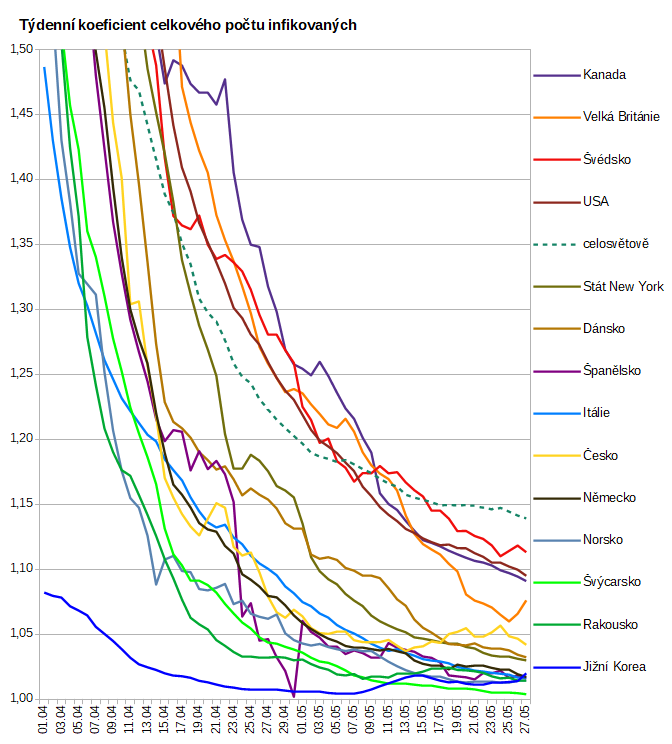 Týdenní koeficient celkového počtu infikovaných
1,50
1,45
1,40
1,35
1,30
1,25
1,20
1,15
1,10
1,05
1,00
Kanada
Velká Británie
Švédsko
USA
celosvětově
Stát New York
Dánsko
Španělsko
Itálie
Česko
Německo
Norsko
Švýcarsko
Rakousko
Jižní Korea
01.04
03.04
05.04
07.04
09.04
11.04
13.04
15.04
17.04
19.04
21.04
23.04
25.04
27.04
29.04
01.05
03.05
05.05
07.05
09.05
11.05
13.05
15.05
17.05
19.05
21.05
23.05
25.05
27.05